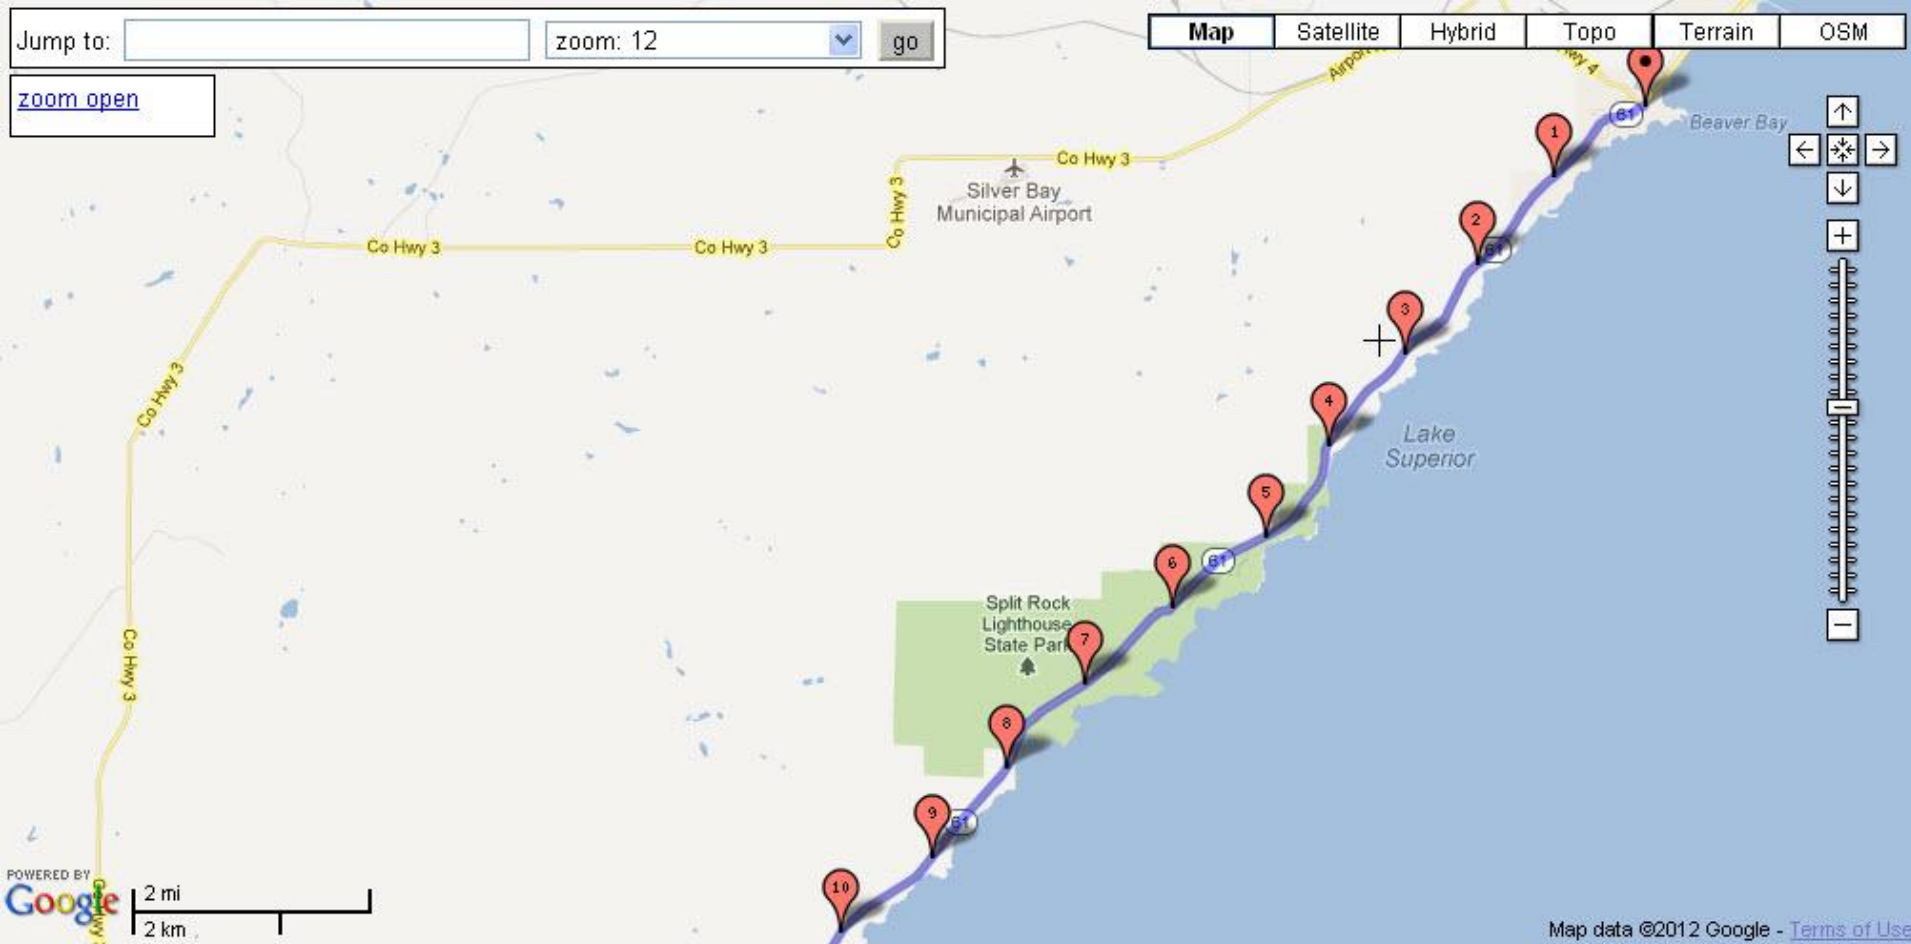 Jump to:
zoom: 12
go
Map
Satellite
Hybrid
Topo
Terrain
OSM
zoom open
61
Beaver Bay
1
Co Hwy 3
Silver Bay
Municipal Airport
Co Hwy 3
2
61
Co Hwy 3
Co Hwy 3
3
Co Hwy 3
4
Lake
Superior
5
6
61
Split Rock
Lighthouse
State Park
7
Co Hwy 3
8
9
61
10
POWERED BY
Google
2 mi
2 km
Map data ©2012 Google - Terms of Use